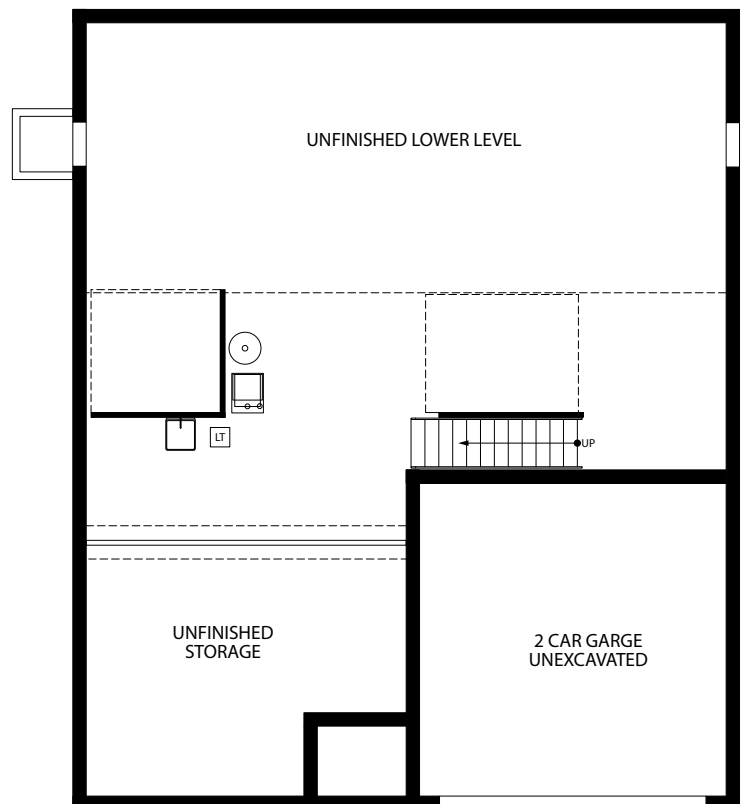 UNFINISHED LOWER LEVEL
LT
UP
UNFINISHED
STORAGE
2 CAR GARGE
UNEXCAVATED